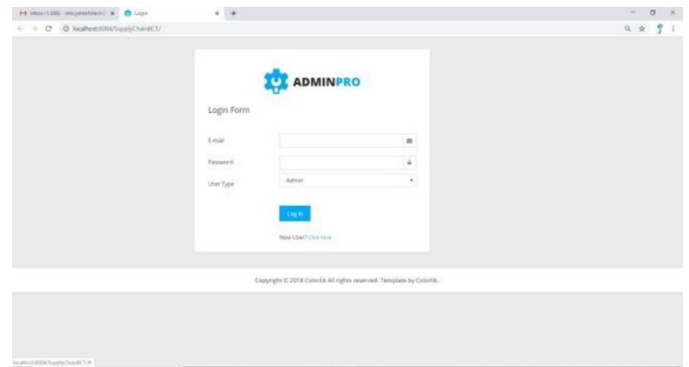 Login
localhost:8084/SupplyChainBCT/
ADMINPRO
Login Form
E-mail
Password
User Type
Admin
Log in
New User? Click here
Copyright © 2018 Colorlib All rights reserved. Template by Colorlib.